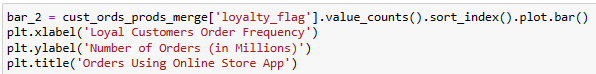 bar_2 = cust_ords_prods_merge['loyalty_flag'].value_counts().sort_index().plot.bar()
plt.xlabel('Loyal Customers Order Frequency')
plt.ylabel('Number of Orders (in Millions)')
plt.title('Orders Using Online Store App')